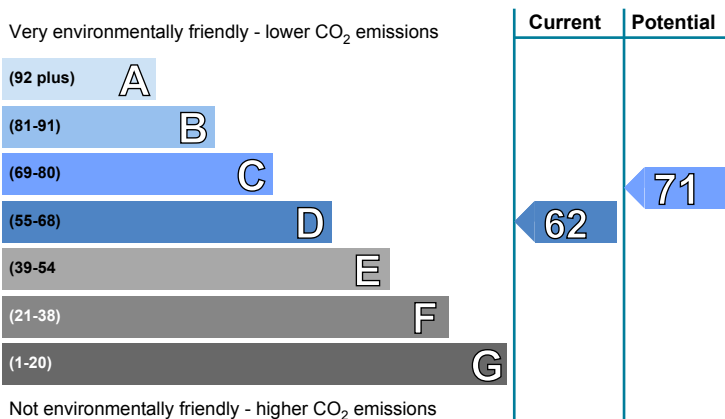 Very environmentally friendly - lower CO2 emissions
Current Potential
(92 plus) A
(81-91) B
(69-80) C
71
(55-68) D
62
(39-54 E
(21-38) F
(1-20) G
Not environmentally friendly - higher CO2 emissions